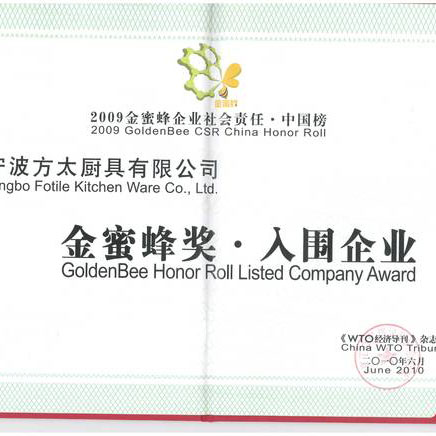 金蜜蜂
2009金蜜蜂企业社会责任·中国榜
2009 GoldenBee CSR China Honor Roll
宁波方太厨具有限公司
ngbo Fotile Kitchen Ware Co., Ltd.
金蜜蜂奖·入围企业
GoldenBee Honor Roll Listed Company Award
《WTO经济导刊》杂志
China WTO Tribun
二〇一〇年六月
June 2010